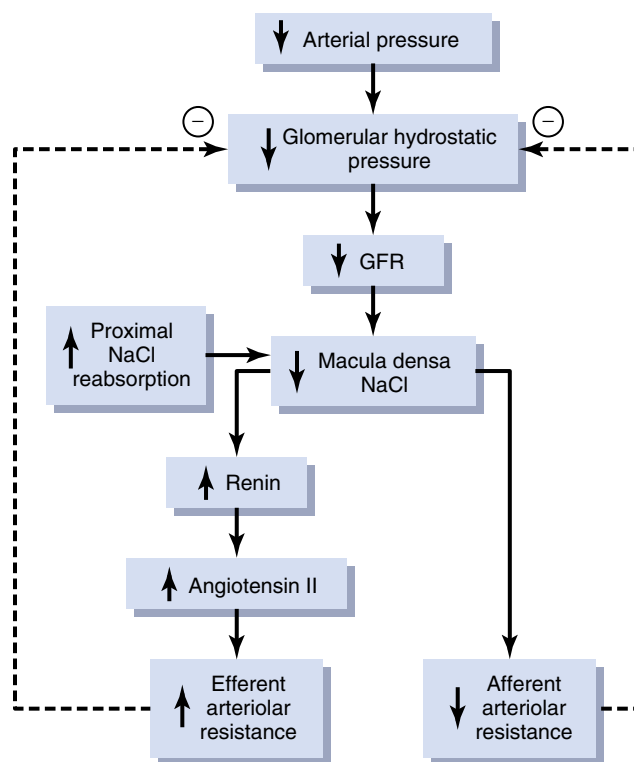 ↓ Arterial pressure
−
−
↓ Glomerular hydrostatic
pressure
↓ GFR
↑ Proximal
NaCl
reabsorption
↓ Macula densa
NaCl
↑ Renin
↑ Angiotensin II
↑ Efferent
arteriolar
resistance
↓ Afferent
arteriolar
resistance